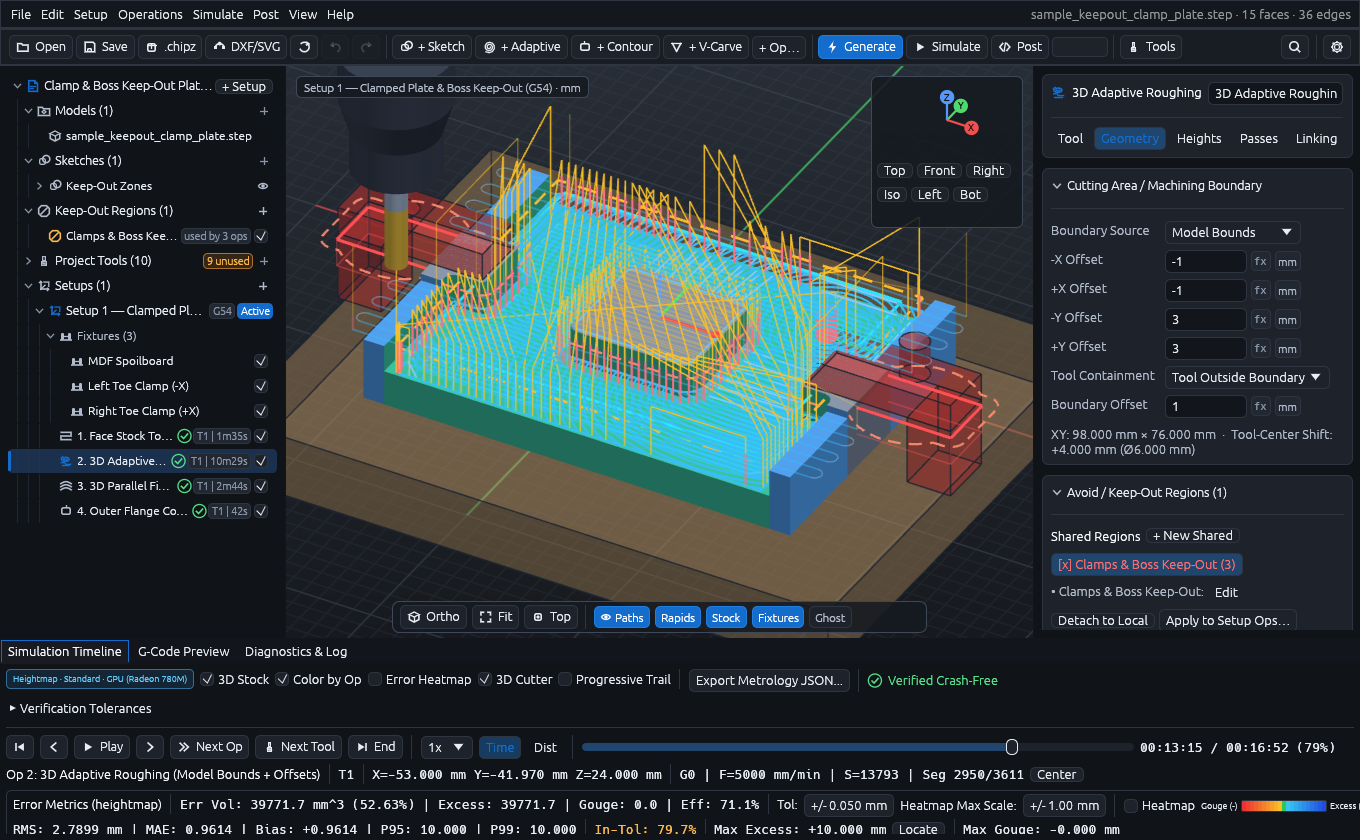 File Edit Setup Operations Simulate Post View Help
sample_keepout_clamp_plate.step · 15 faces · 36 edges
Open Save .chipz DXF/SVG + Sketch + Adaptive + Contour + V-Carve + Op... Generate Simulate Post Tools
Clamp & Boss Keep-Out Plat... + Setup
Models (1) +
sample_keepout_clamp_plate.step
Sketches (1) +
Keep-Out Zones
Keep-Out Regions (1) +
Clamps & Boss Kee... used by 3 ops
Project Tools (10) 9 unused +
Setups (1) +
Setup 1 — Clamped Pl... G54 Active
Fixtures (3)
MDF Spoilboard
Left Toe Clamp (-X)
Right Toe Clamp (+X)
1. Face Stock To... T1 | 1m35s
2. 3D Adaptive... T1 | 10m29s
3. 3D Parallel Fi... T1 | 2m44s
4. Outer Flange Co... T1 | 42s
Setup 1 — Clamped Plate & Boss Keep-Out (G54) · mm
Z
Y
X
Top Front Right
Iso Left Bot
Ortho Fit Top Paths Rapids Stock Fixtures Ghost
3D Adaptive Roughing 3D Adaptive Roughin
Tool Geometry Heights Passes Linking
Cutting Area / Machining Boundary
Boundary Source Model Bounds
-X Offset -1 fx mm
+X Offset -1 fx mm
-Y Offset 3 fx mm
+Y Offset 3 fx mm
Tool Containment Tool Outside Boundary
Boundary Offset 1 fx mm
XY: 98.000 mm × 76.000 mm · Tool-Center Shift:
+4.000 mm (Ø6.000 mm)
Avoid / Keep-Out Regions (1)
Shared Regions + New Shared
[x] Clamps & Boss Keep-Out (3)
• Clamps & Boss Keep-Out: Edit
Detach to Local Apply to Setup Ops...
Simulation Timeline G-Code Preview Diagnostics & Log
Heightmap · Standard · GPU (Radeon 780M) 3D Stock Color by Op Error Heatmap 3D Cutter Progressive Trail Export Metrology JSON... Verified Crash-Free
Verification Tolerances
Play Next Op Next Tool End 1x Time Dist 00:13:15 / 00:16:52 (79%)
Op 2: 3D Adaptive Roughing (Model Bounds + Offsets) T1 X=-53.000 mm Y=-41.970 mm Z=24.000 mm G0 | F=5000 mm/min | S=13793 | Seg 2950/3611 Center
Error Metrics (heightmap) Err Vol: 39771.7 mm^3 (52.63%) | Excess: 39771.7 | Gouge: 0.0 | Eff: 71.1% Tol: +/-0.050 mm Heatmap Max Scale: +/-1.00 mm Heatmap Gouge (-) Excess
RMS: 2.7899 mm | MAE: 0.9614 | Bias: +0.9614 | P95: 10.000 | P99: 10.000 In-Tol: 79.7% Max Excess: +10.000 mm Locate Max Gouge: -0.000 mm